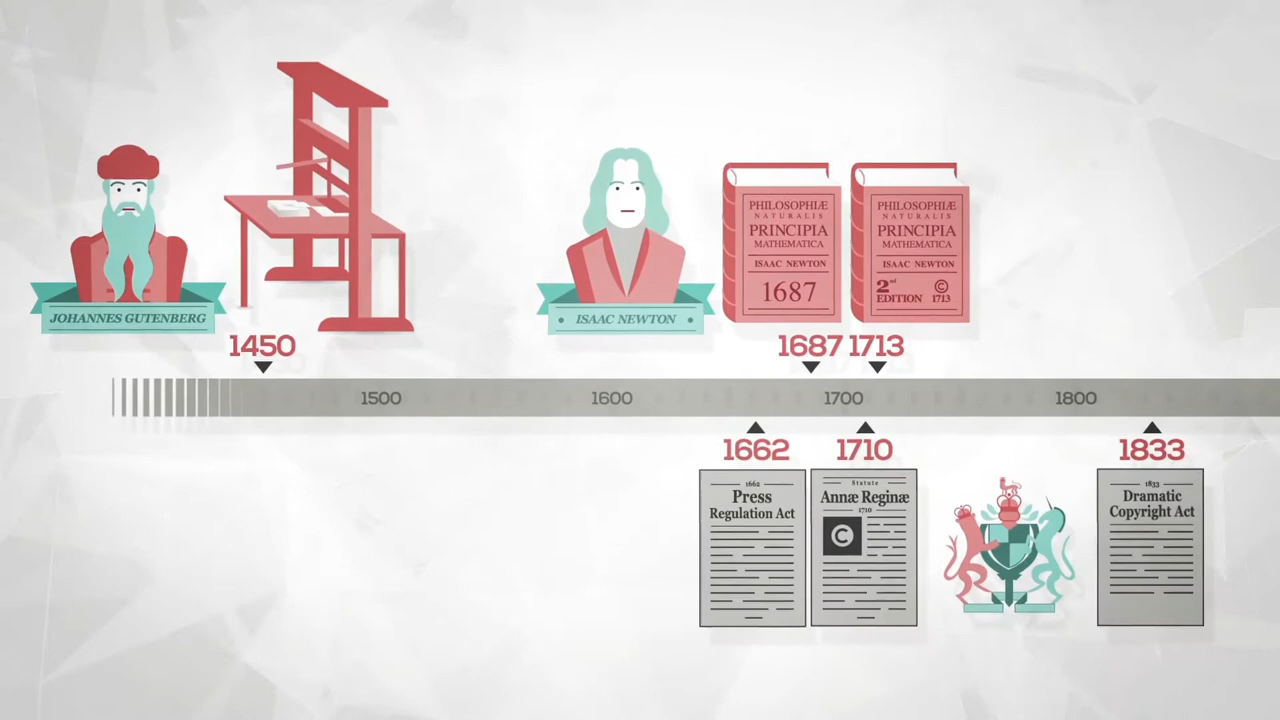 JOHANNES GUTENBERG
1450
ISAAC NEWTON
PHILOSOPHIÆ
NATURALIS
PRINCIPIA
MATHEMATICA
ISAAC NEWTON
1687
PHILOSOPHIÆ
NATURALIS
PRINCIPIA
MATHEMATICA
ISAAC NEWTON
2nd
EDITION
©
1713
1687 1713
1500 1600 1700 1800
1662 1710 1833
1662
Press
Regulation Act
Statute
Annæ Reginæ
1710
©
1833
Dramatic
Copyright Act